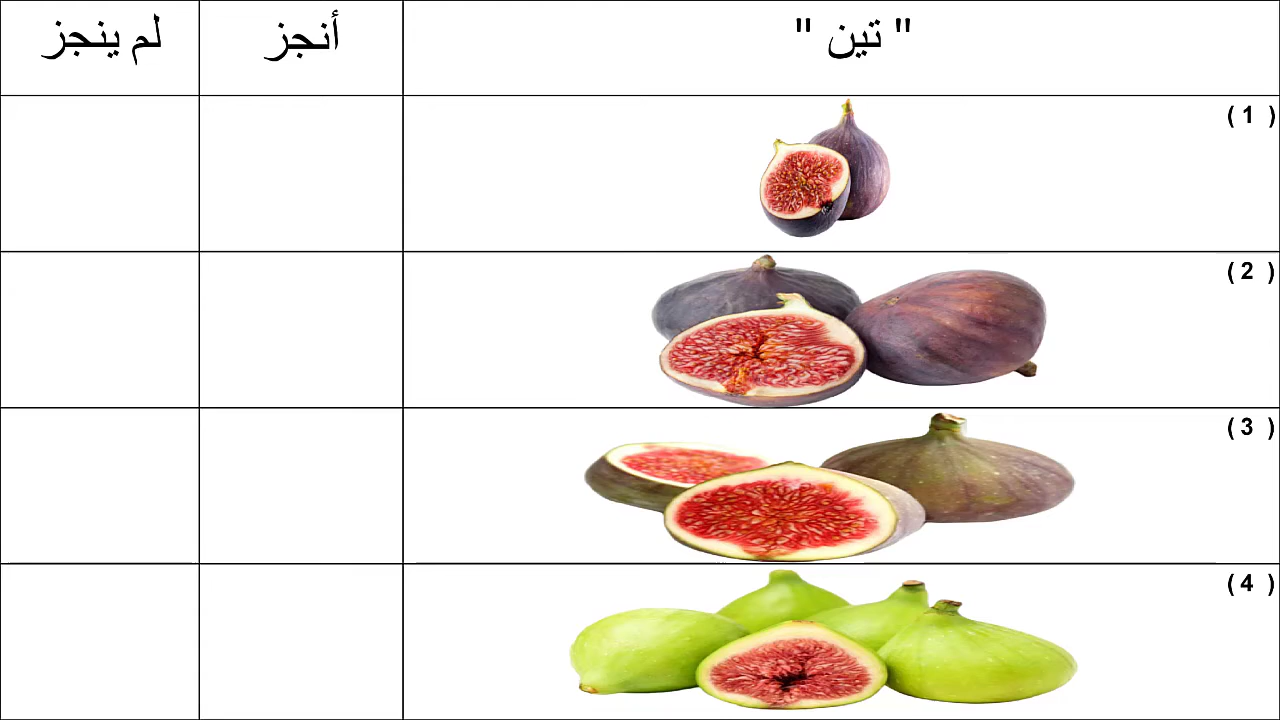 " تين "
أنجز
لم ينجز
( 1 )
( 2 )
( 3 )
( 4 )